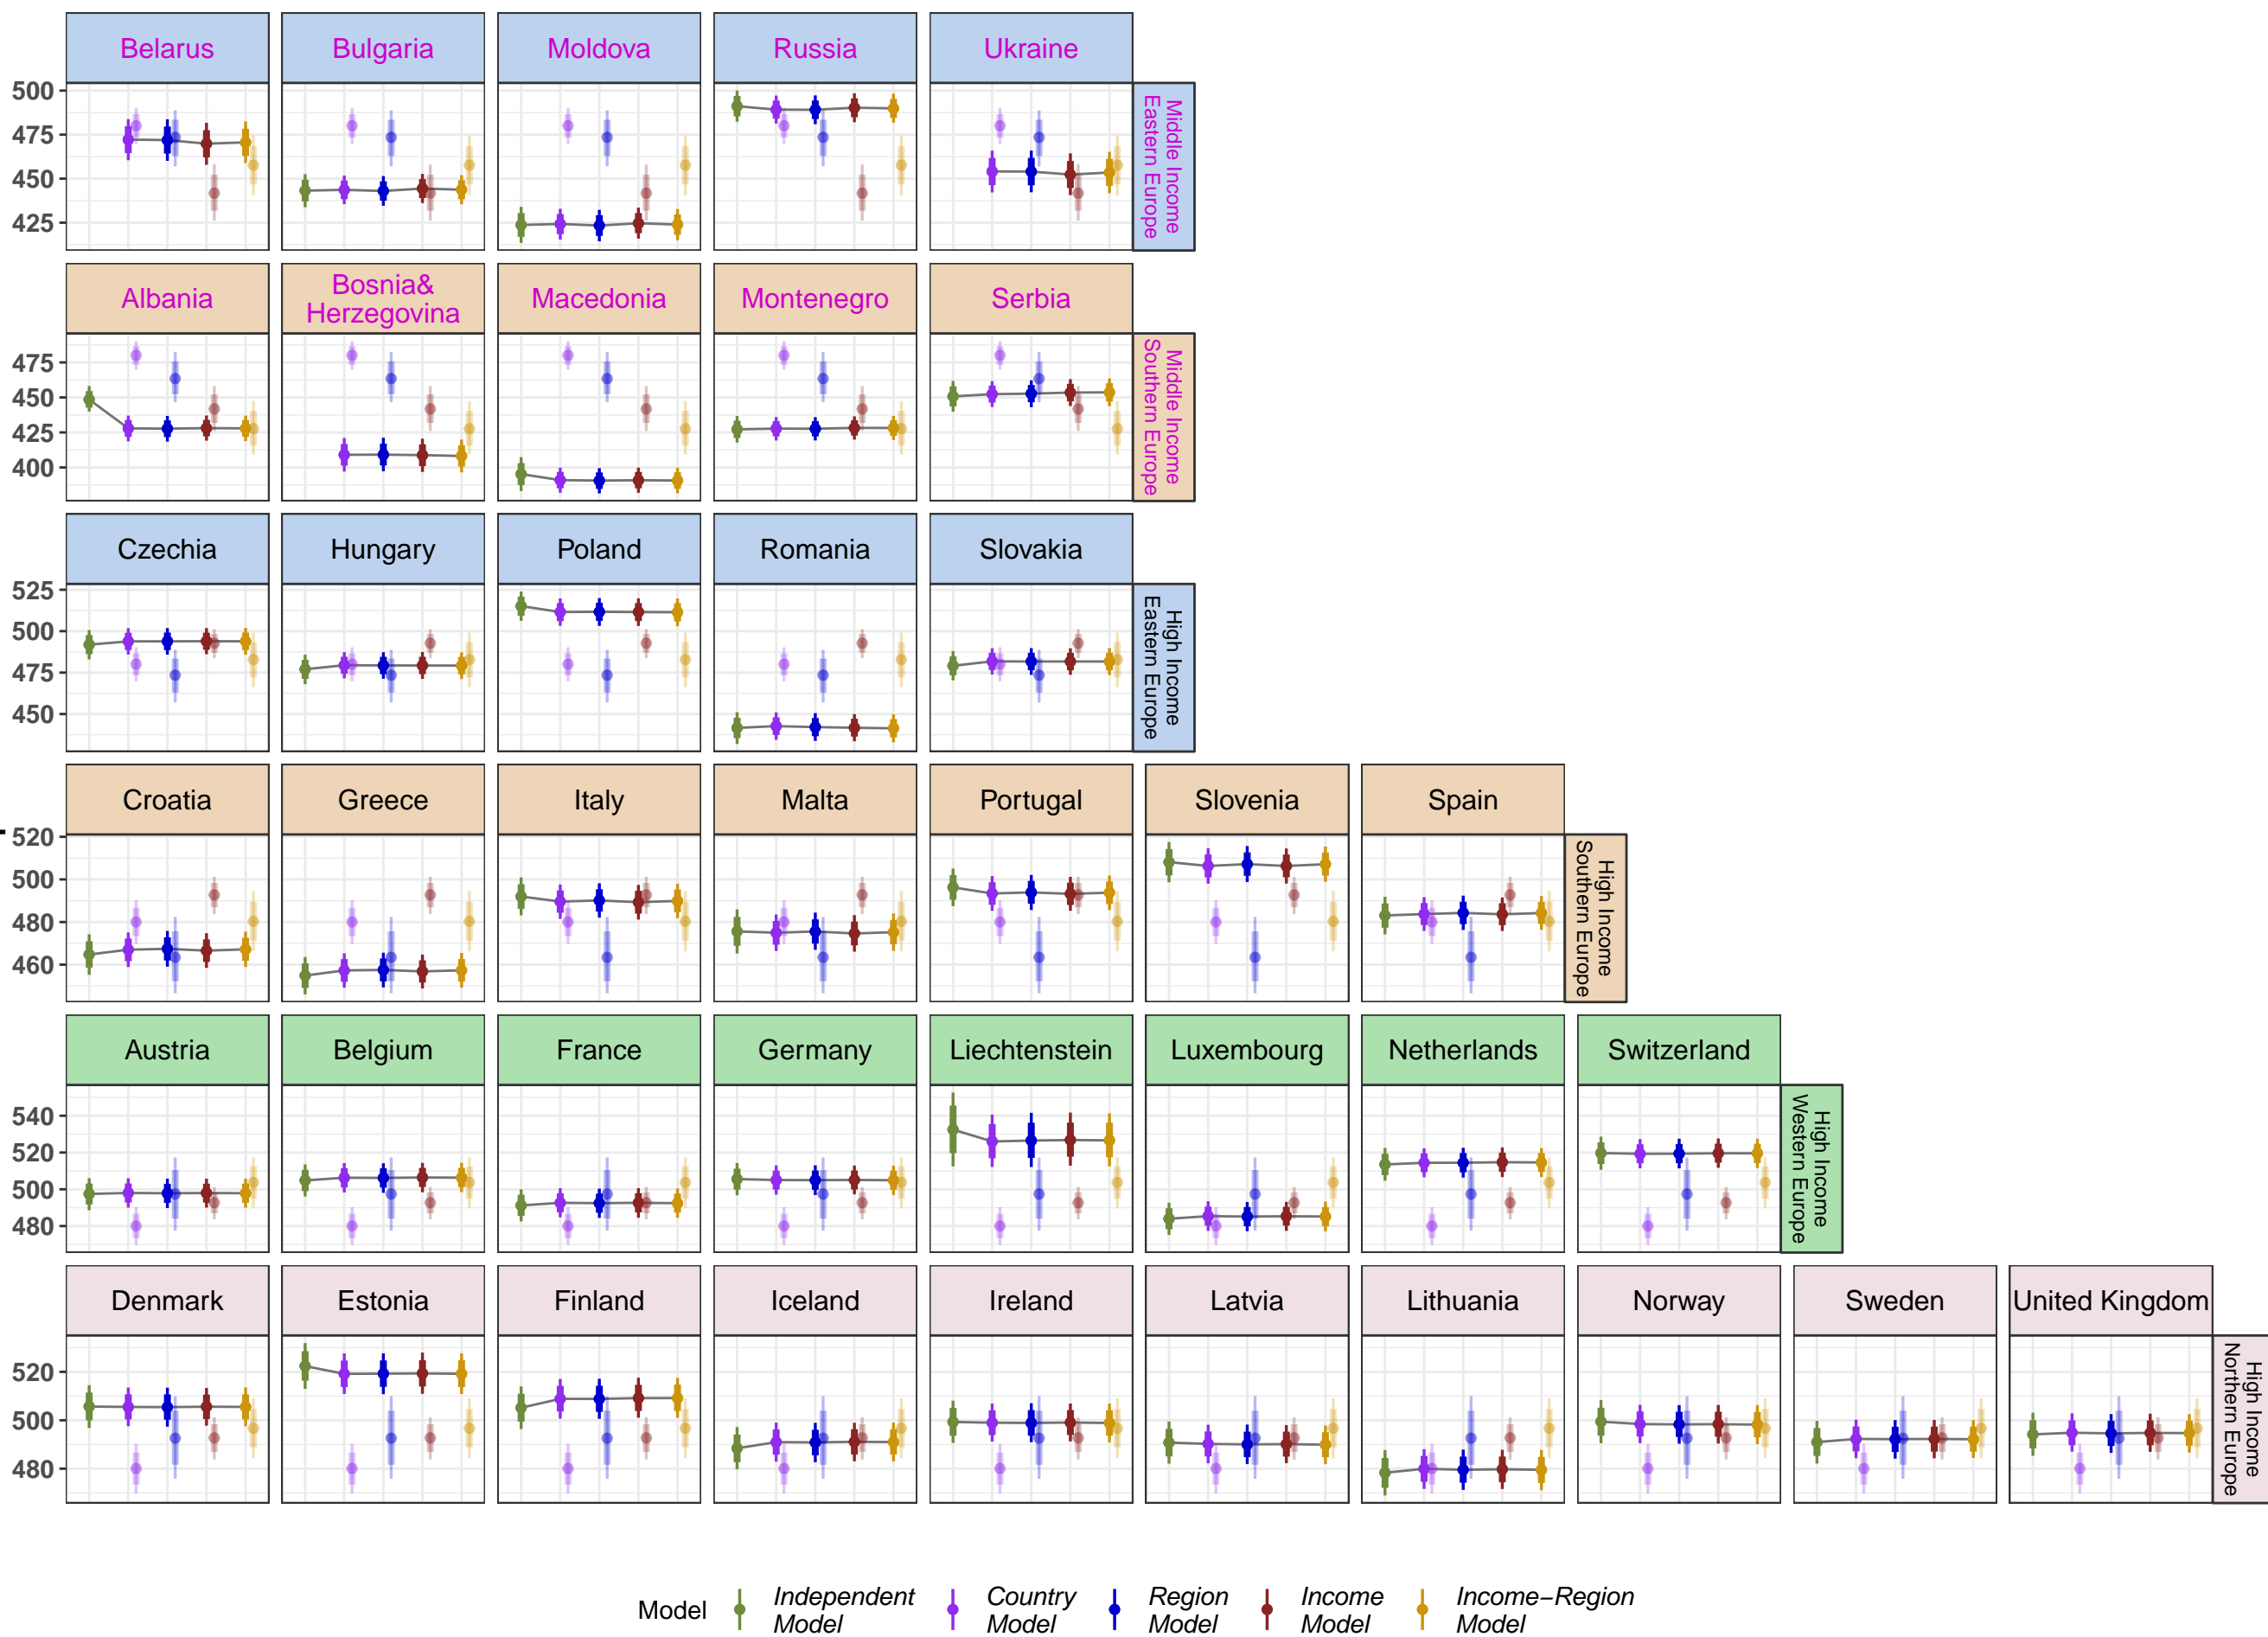 Belarus Bulgaria Moldova Russia Ukraine
500
475
450
425
Middle Income
Eastern Europe
Albania Bosnia&
Herzegovina Macedonia Montenegro Serbia
475
450
425
400
Middle Income
Southern Europe
Czechia Hungary Poland Romania Slovakia
525
500
475
450
High Income
Eastern Europe
Croatia Greece Italy Malta Portugal Slovenia Spain
520
500
480
460
High Income
Southern Europe
Austria Belgium France Germany Liechtenstein Luxembourg Netherlands Switzerland
540
520
500
480
High Income
Western Europe
Denmark Estonia Finland Iceland Ireland Latvia Lithuania Norway Sweden United Kingdom
520
500
480
High Income
Northern Europe
Model
Independent
Model
Country
Model
Region
Model
Income
Model
Income−Region
Model